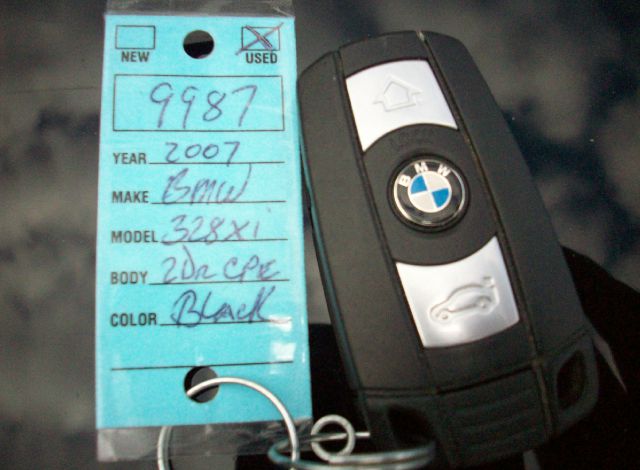 NEW USED
9987
YEAR 2007
MAKE BMW
MODEL 328XI
BODY 2DR CPE
COLOR BLACK
BMW